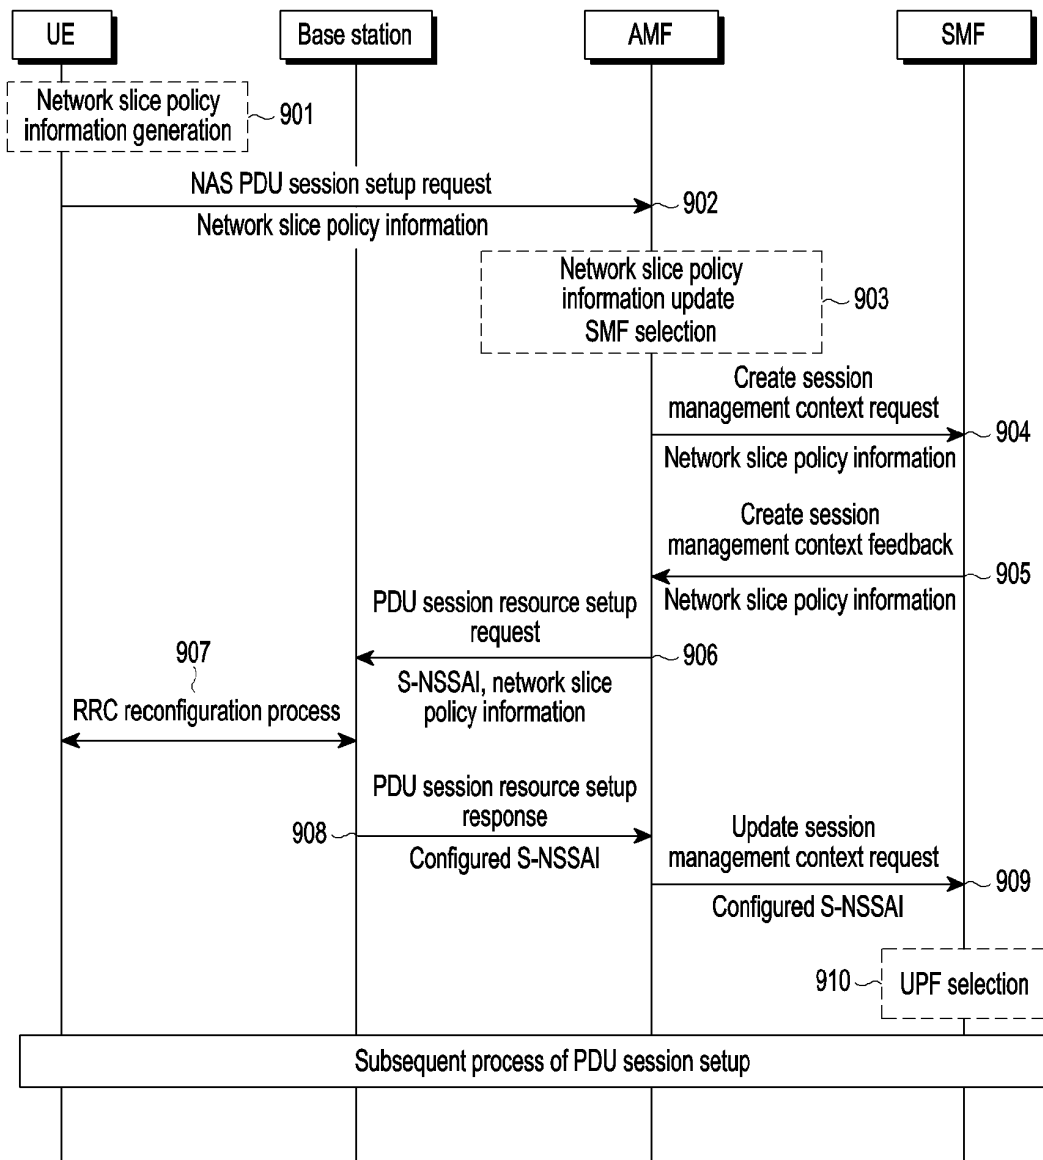 UE
Base station
AMF
SMF
Network slice policy
information generation
901
NAS PDU session setup request
902
Network slice policy information
Network slice policy
information update
SMF selection
903
Create session
management context request
904
Network slice policy information
Create session
management context feedback
905
Network slice policy information
PDU session resource setup
request
906
S-NSSAI, network slice
policy information
907
RRC reconfiguration process
PDU session resource setup
response
908
Configured S-NSSAI
Update session
management context request
909
Configured S-NSSAI
910
UPF selection
Subsequent process of PDU session setup